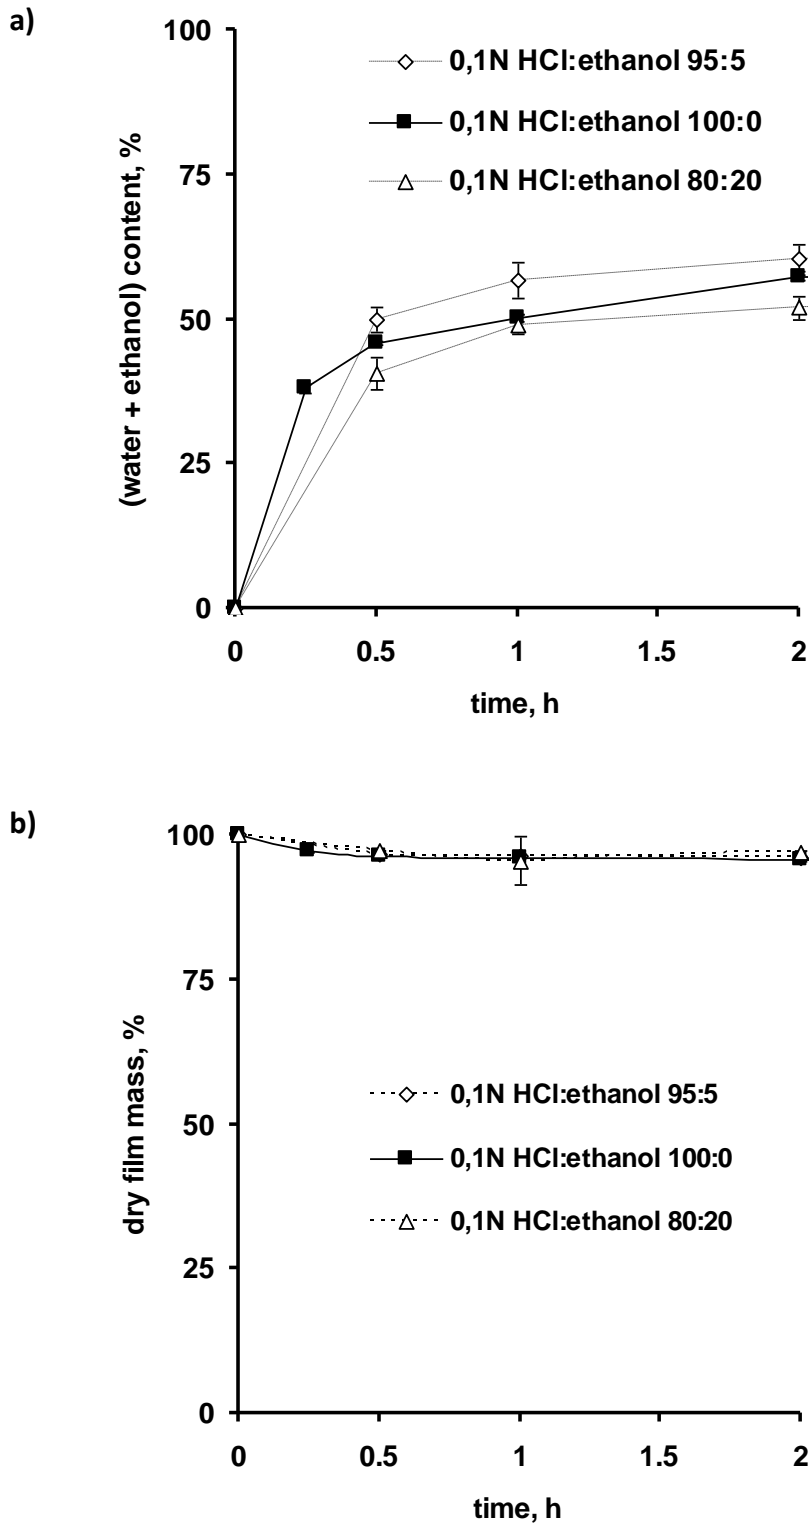 a)
100
75
50
25
0
(water + ethanol) content, %
0,1N HCl:ethanol 95:5
0,1N HCl:ethanol 100:0
0,1N HCl:ethanol 80:20
0 0.5 1 1.5 2
time, h
b)
100
75
50
25
0
dry film mass, %
0,1N HCl:ethanol 95:5
0,1N HCl:ethanol 100:0
0,1N HCl:ethanol 80:20
0 0.5 1 1.5 2
time, h